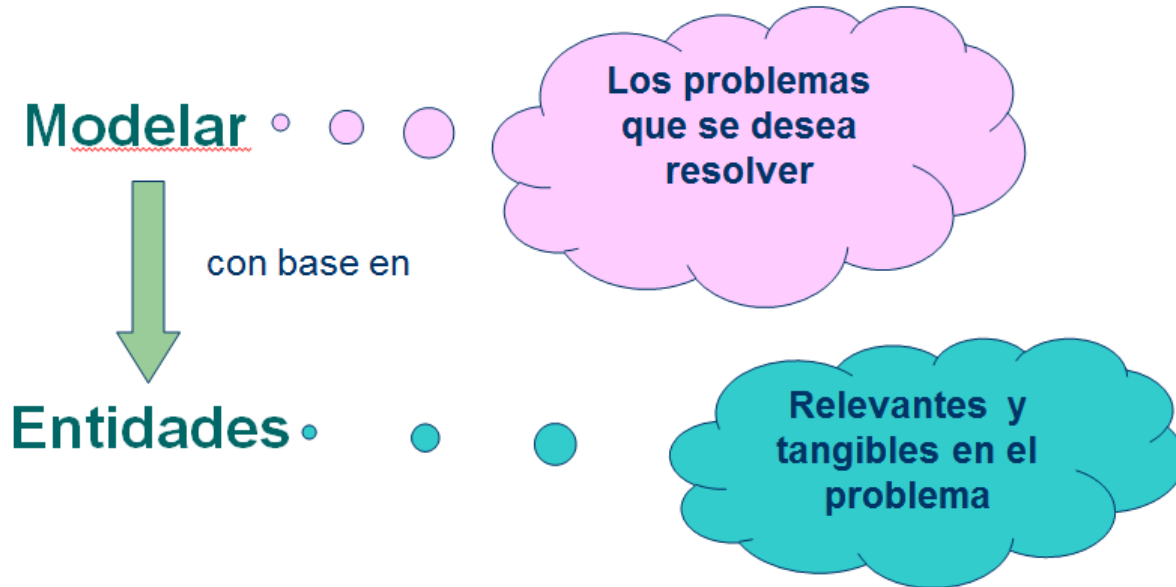 Los problemas
que se desea
resolver
Modelar
con base en
Entidades
Relevantes y
tangibles en el
problema